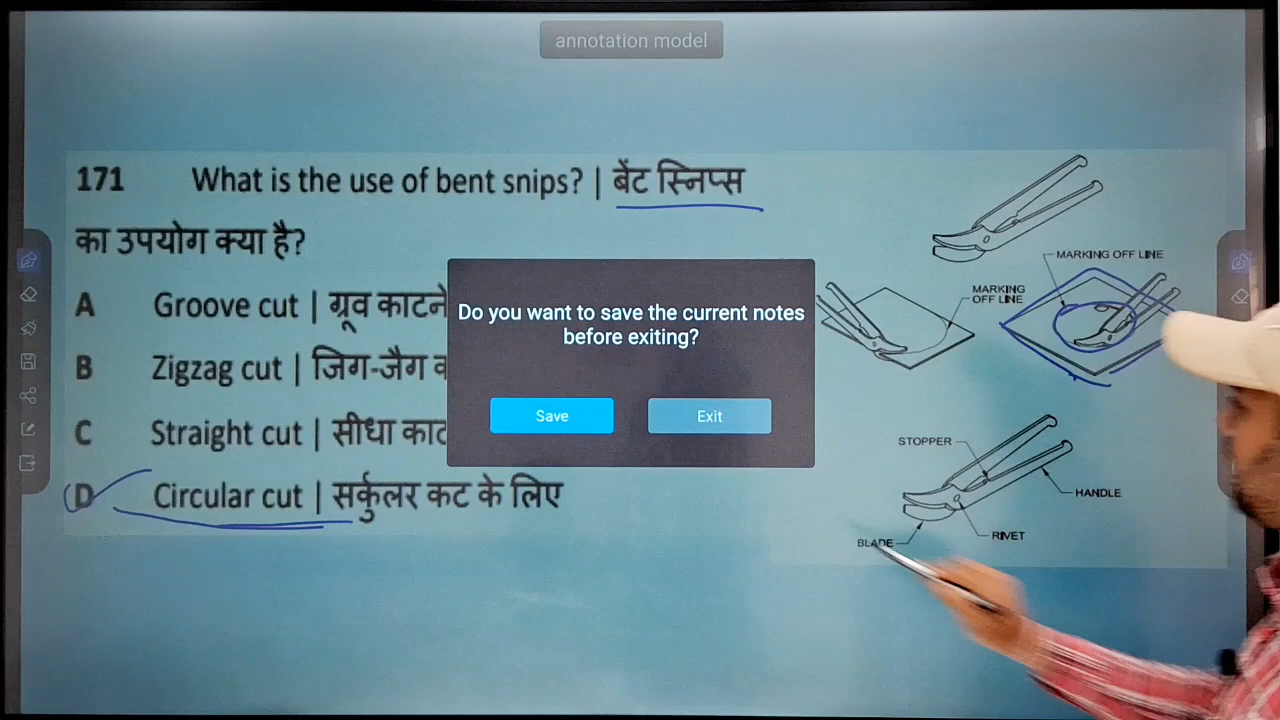 annotation model
171 What is the use of bent snips? | बेंट स्निप्स
का उपयोग क्या है?
A Groove cut | ग्रूव काटने
B Zigzag cut | जिग-जैग
C Straight cut | सीधा
D Circular cut | सर्कुलर कट के लिए
Do you want to save the current notes
before exiting?
Save Exit
MARKING OFF LINE
MARKING
OFF LINE
STOPPER
HANDLE
RIVET
BLADE